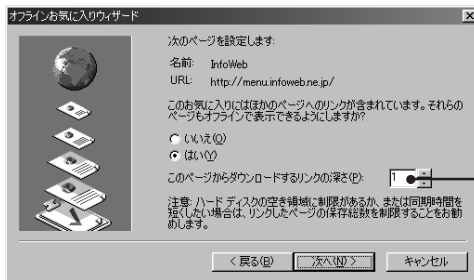 オフラインお気に入りウィザード
次のページを設定します:
名前: InfoWeb
URL: http://menu.infoweb.ne.jp/
このお気に入りにはほかのページへのリンクが含まれています。それらの
ページもオフラインで表示できるようにしますか?
いいえ(O)
はい(Y)
このページからダウンロードするリンクの深さ(P): 1
注意: ハード ディスクの空き領域に制限があるか、または同期時間を
短くしたい場合は、リンクしたページの保存総数を制限することをお勧
めします。
< 戻る(B) 次へ(N) > キャンセル